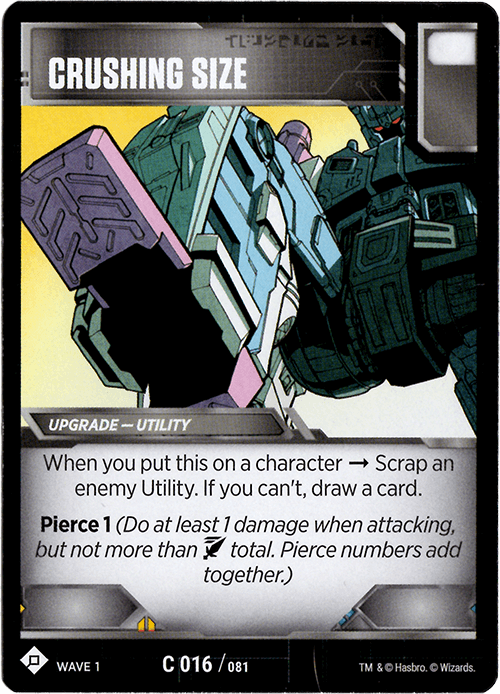 CRUSHING SIZE
UPGRADE — UTILITY
When you put this on a character → Scrap an
enemy Utility. If you can't, draw a card.
Pierce 1 (Do at least 1 damage when attacking,
but not more than total. Pierce numbers add
together.)
WAVE 1 C 016 / 081 TM & © Hasbro. © Wizards.